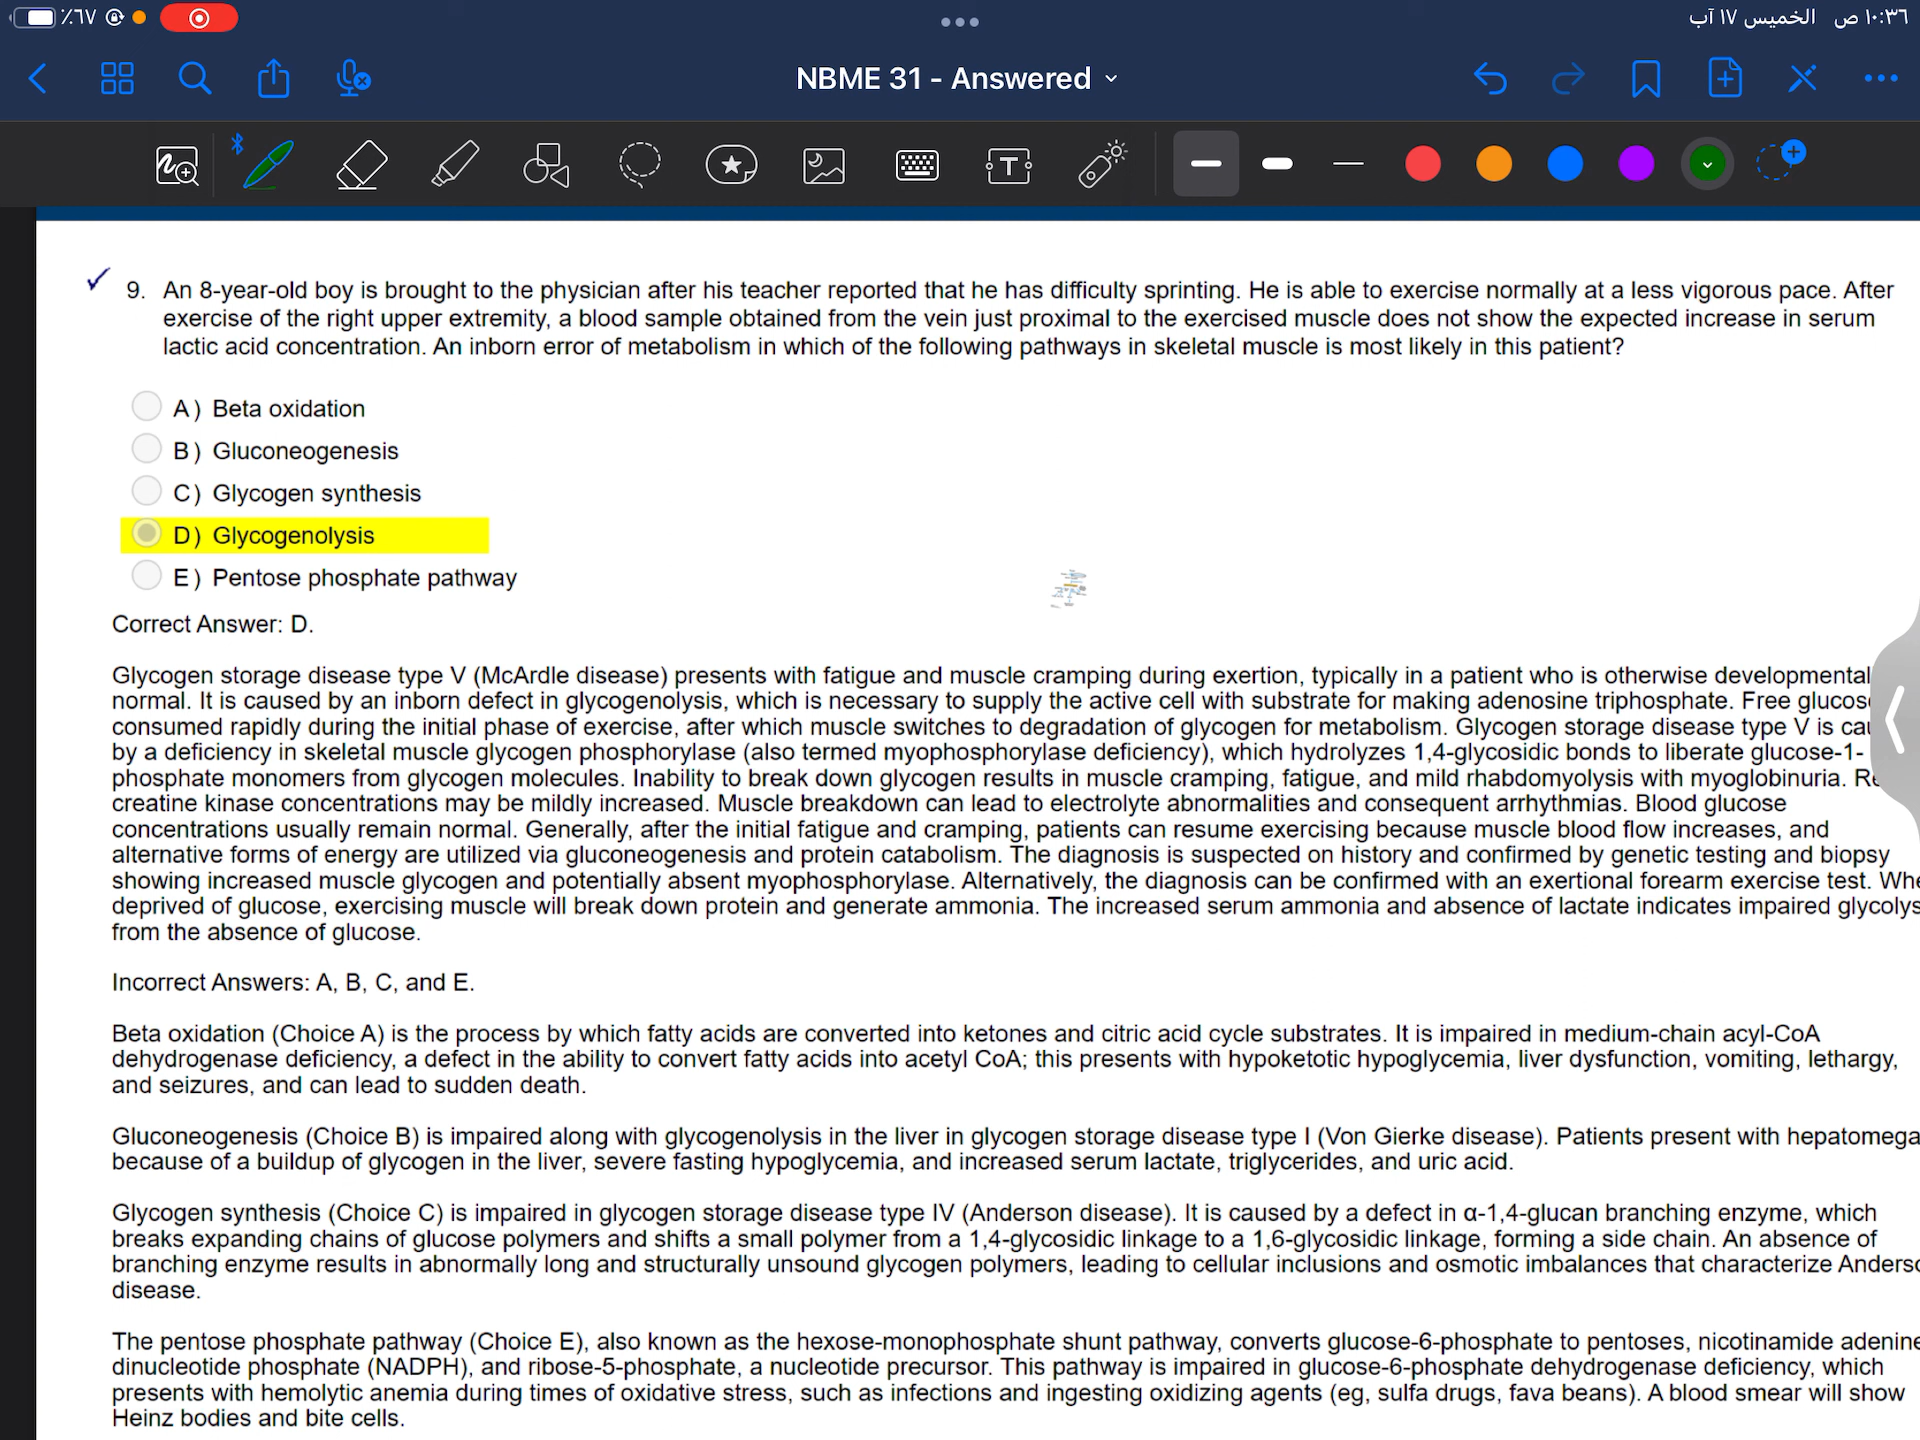 ٪٦٧
الخميس ١٧ آب ١٠:٣٦ ص
NBME 31 - Answered
9. An 8-year-old boy is brought to the physician after his teacher reported that he has difficulty sprinting. He is able to exercise normally at a less vigorous pace. After
exercise of the right upper extremity, a blood sample obtained from the vein just proximal to the exercised muscle does not show the expected increase in serum
lactic acid concentration. An inborn error of metabolism in which of the following pathways in skeletal muscle is most likely in this patient?
A) Beta oxidation
B) Gluconeogenesis
C) Glycogen synthesis
D) Glycogenolysis
E) Pentose phosphate pathway
Correct Answer: D.
Glycogen storage disease type V (McArdle disease) presents with fatigue and muscle cramping during exertion, typically in a patient who is otherwise developmental
normal. It is caused by an inborn defect in glycogenolysis, which is necessary to supply the active cell with substrate for making adenosine triphosphate. Free glucos
consumed rapidly during the initial phase of exercise, after which muscle switches to degradation of glycogen for metabolism. Glycogen storage disease type V is cau
by a deficiency in skeletal muscle glycogen phosphorylase (also termed myophosphorylase deficiency), which hydrolyzes 1,4-glycosidic bonds to liberate glucose-1-
phosphate monomers from glycogen molecules. Inability to break down glycogen results in muscle cramping, fatigue, and mild rhabdomyolysis with myoglobinuria. Re
creatine kinase concentrations may be mildly increased. Muscle breakdown can lead to electrolyte abnormalities and consequent arrhythmias. Blood glucose
concentrations usually remain normal. Generally, after the initial fatigue and cramping, patients can resume exercising because muscle blood flow increases, and
alternative forms of energy are utilized via gluconeogenesis and protein catabolism. The diagnosis is suspected on history and confirmed by genetic testing and biopsy
showing increased muscle glycogen and potentially absent myophosphorylase. Alternatively, the diagnosis can be confirmed with an exertional forearm exercise test. Whe
deprived of glucose, exercising muscle will break down protein and generate ammonia. The increased serum ammonia and absence of lactate indicates impaired glycolys
from the absence of glucose.
Incorrect Answers: A, B, C, and E.
Beta oxidation (Choice A) is the process by which fatty acids are converted into ketones and citric acid cycle substrates. It is impaired in medium-chain acyl-CoA
dehydrogenase deficiency, a defect in the ability to convert fatty acids into acetyl CoA; this presents with hypoketotic hypoglycemia, liver dysfunction, vomiting, lethargy,
and seizures, and can lead to sudden death.
Gluconeogenesis (Choice B) is impaired along with glycogenolysis in the liver in glycogen storage disease type I (Von Gierke disease). Patients present with hepatomega
because of a buildup of glycogen in the liver, severe fasting hypoglycemia, and increased serum lactate, triglycerides, and uric acid.
Glycogen synthesis (Choice C) is impaired in glycogen storage disease type IV (Anderson disease). It is caused by a defect in α-1,4-glucan branching enzyme, which
breaks expanding chains of glucose polymers and shifts a small polymer from a 1,4-glycosidic linkage to a 1,6-glycosidic linkage, forming a side chain. An absence of
branching enzyme results in abnormally long and structurally unsound glycogen polymers, leading to cellular inclusions and osmotic imbalances that characterize Anderso
disease.
The pentose phosphate pathway (Choice E), also known as the hexose-monophosphate shunt pathway, converts glucose-6-phosphate to pentoses, nicotinamide adenine
dinucleotide phosphate (NADPH), and ribose-5-phosphate, a nucleotide precursor. This pathway is impaired in glucose-6-phosphate dehydrogenase deficiency, which
presents with hemolytic anemia during times of oxidative stress, such as infections and ingesting oxidizing agents (eg, sulfa drugs, fava beans). A blood smear will show
Heinz bodies and bite cells.